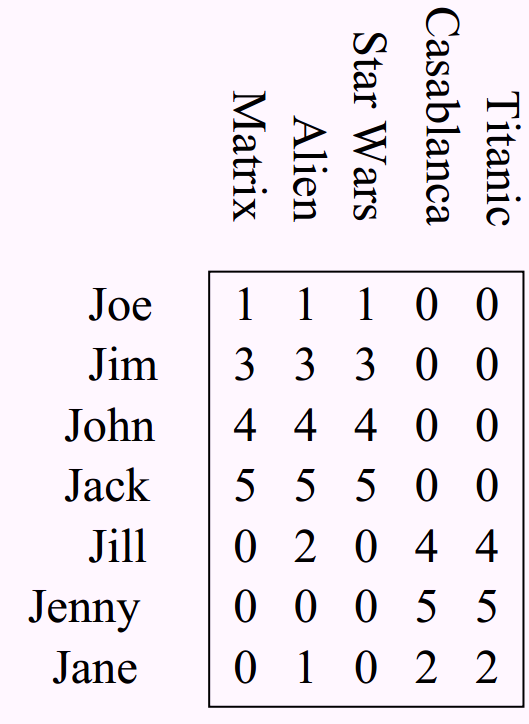 Matrix Alien Star Wars Casablanca Titanic
Joe 1 1 1 0 0
Jim 3 3 3 0 0
John 4 4 4 0 0
Jack 5 5 5 0 0
Jill 0 2 0 4 4
Jenny 0 0 0 5 5
Jane 0 1 0 2 2